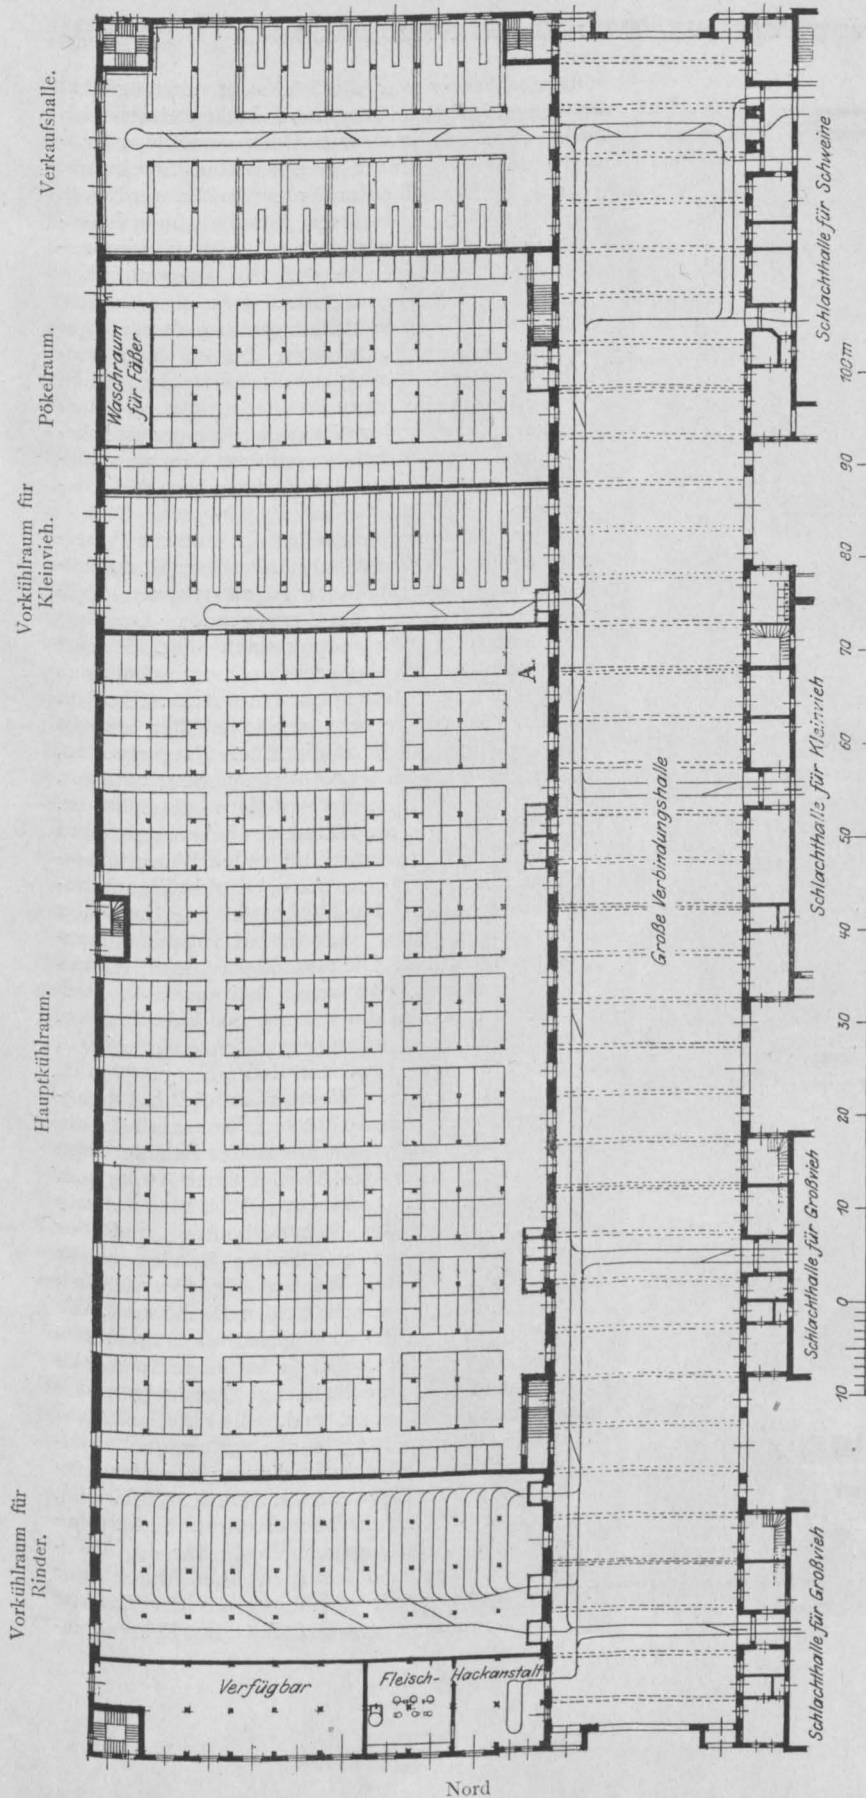 Verkaufshalle.
Pökelraum.
Vorkühlraum für
Kleinvieh.
Hauptkühlraum.
Vorkühlraum für
Rinder.
Waschraum
für Fäßer
A.
Verfügbar
Fleisch-
Hackanstalt
Große Verbindungshalle
Schlachthalle für Schweine
Schlachthalle für Kleinvieh
Schlachthalle für Großvieh
Schlachthalle für Großvieh
100m
90
80
70
60
50
40
30
20
10
0
10
Nord